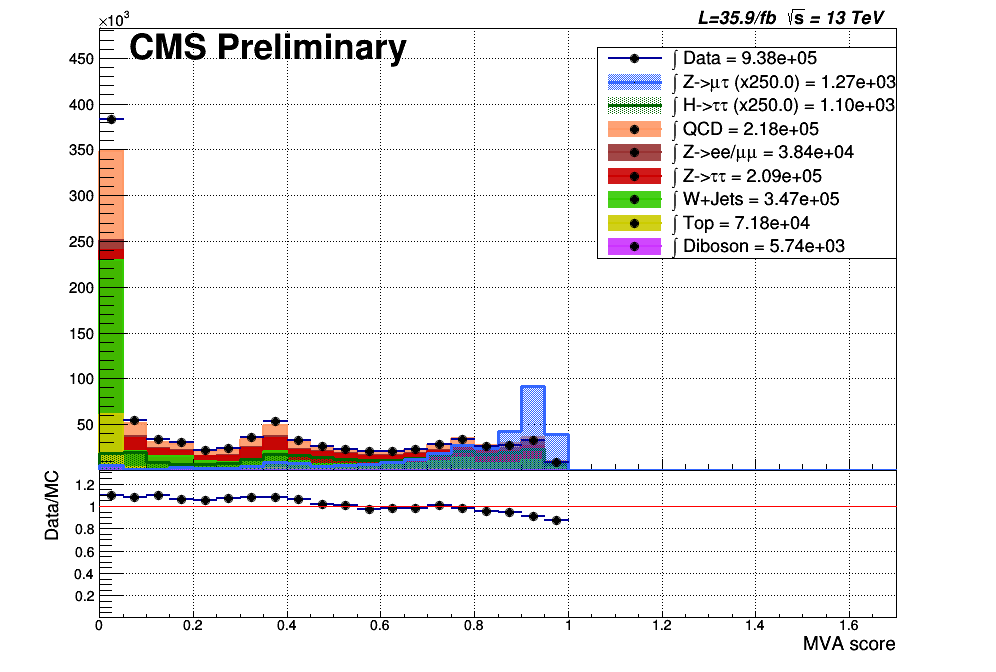 ×10³
L=35.9/fb √s = 13 TeV
CMS Preliminary
∫ Data = 9.38e+05
∫ Z->μτ (x250.0) = 1.27e+03
∫ H->ττ (x250.0) = 1.10e+03
∫ QCD = 2.18e+05
∫ Z->ee/μμ = 3.84e+04
∫ Z->ττ = 2.09e+05
∫ W+Jets = 3.47e+05
∫ Top = 7.18e+04
∫ Diboson = 5.74e+03
450
400
350
300
250
200
150
100
50
Data/MC
1.2
1
0.8
0.6
0.4
0.2
0 0.2 0.4 0.6 0.8 1 1.2 1.4 1.6
MVA score